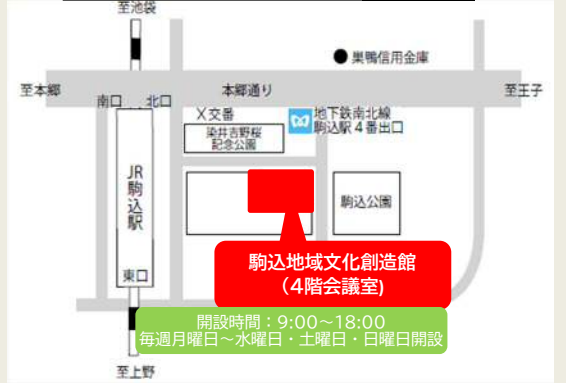 至池袋
巣鴨信用金庫
至本郷
本郷通り
至王子
南口 北口
X交番
地下鉄南北線
駒込駅4番出口
染井吉野桜
記念公園
JR駒込駅
駒込公園
駒込地域文化創造館
(4階会議室)
東口
開設時間:9:00~18:00
毎週月曜日~水曜日・土曜日・日曜日開設
至上野